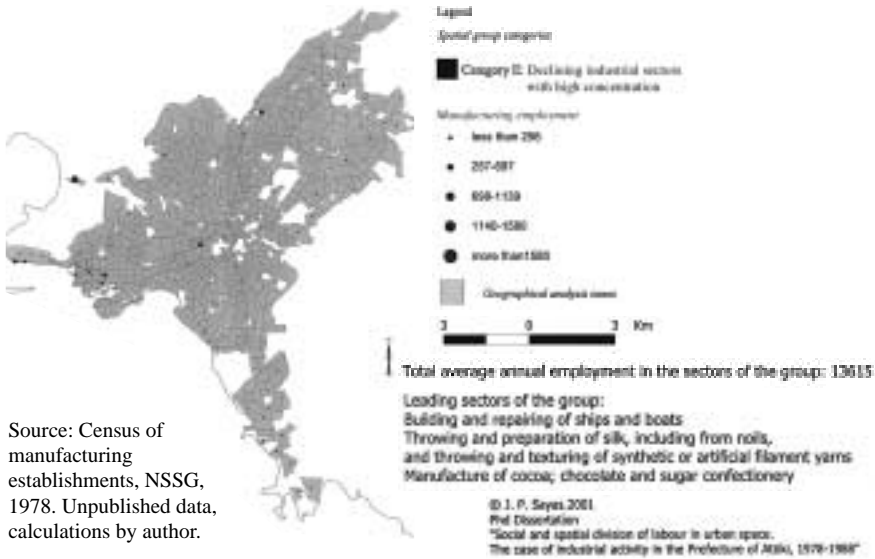 Legend
Spatial group categories
Category II: Declining industrial sectors
with high concentration
Manufacturing employment
less than 256
257-697
698-1139
1140-1580
more than 1580
Geographical analysis zones
3 0 3 Km
Total average annual employment in the sectors of the group: 13615
Leading sectors of the group:
Building and repairing of ships and boats
Throwing and preparation of silk, including from noils,
and throwing and texturing of synthetic or artificial filament yarns
Manufacture of cocoa; chocolate and sugar confectionery
Source: Census of
manufacturing
establishments, NSSG,
1978. Unpublished data,
calculations by author.
© J. P. Sayas 2001
Phd Dissertation
"Social and spatial division of labour in urban space.
The case of industrial activity in the Prefecture of Attiki, 1978-1988"